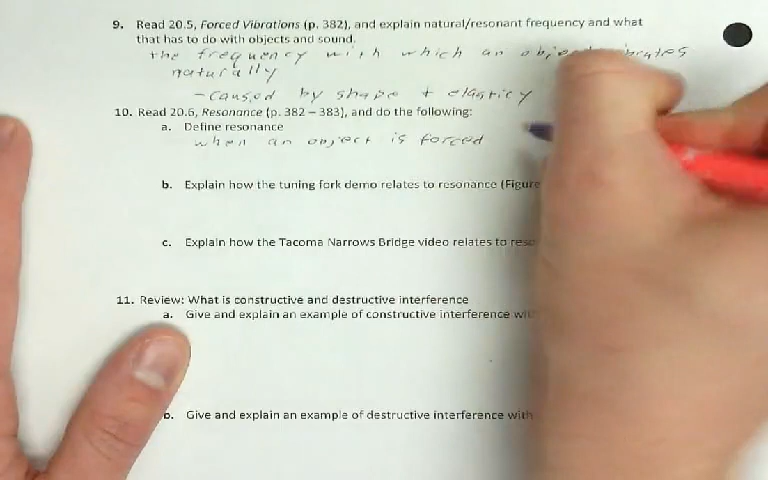 9. Read 20.5, Forced Vibrations (p. 382), and explain natural/resonant frequency and what
that has to do with objects and sound.
the frequency with which an
naturally
- caused by shape + elasticy
10. Read 20.6, Resonance (p. 382 – 383), and do the following:
a. Define resonance
when an object is forced
b. Explain how the tuning fork demo relates to resonance (Figure
c. Explain how the Tacoma Narrows Bridge video relates to
11. Review: What is constructive and destructive interference
a. Give and explain an example of constructive interference
b. Give and explain an example of destructive interference with